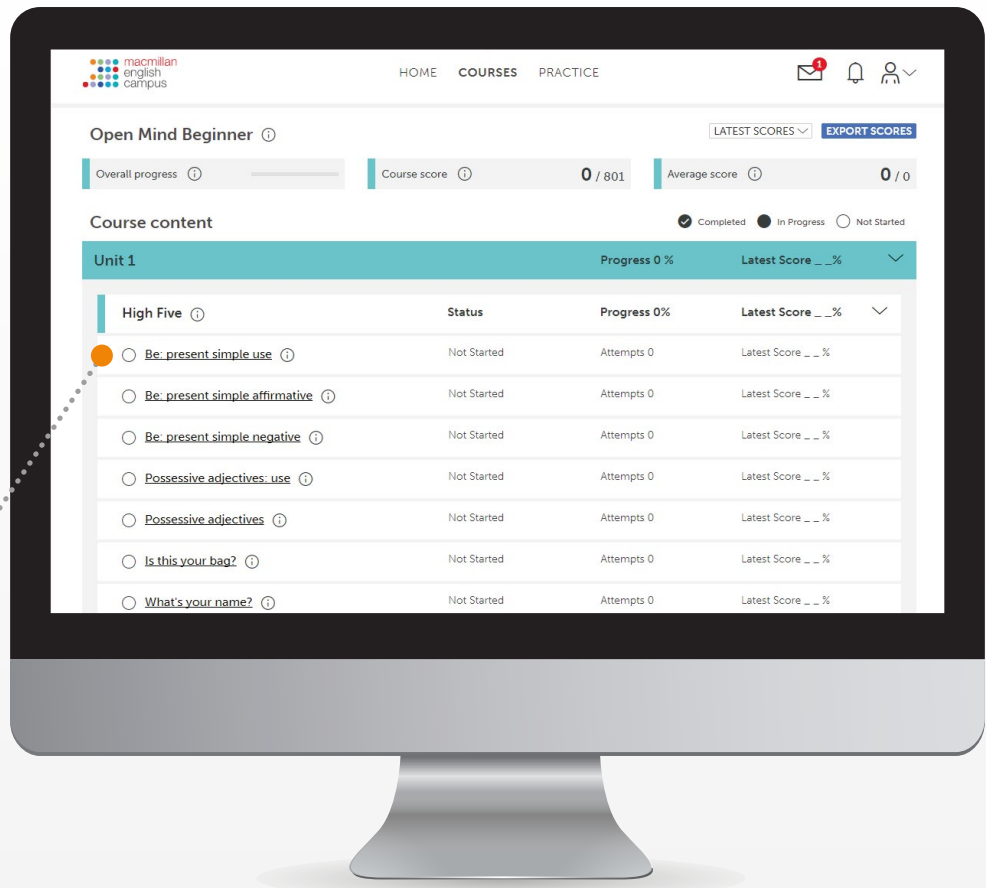 macmillan
english
campus
HOME COURSES PRACTICE
1
Open Mind Beginner
LATEST SCORES EXPORT SCORES
Overall progress Course score 0 / 801 Average score 0 / 0
Course content Completed In Progress Not Started
Unit 1 Progress 0 % Latest Score _ _%
High Five Status Progress 0% Latest Score _ _%
Be: present simple use Not Started Attempts 0 Latest Score _ _ %
Be: present simple affirmative Not Started Attempts 0 Latest Score _ _ %
Be: present simple negative Not Started Attempts 0 Latest Score _ _ %
Possessive adjectives: use Not Started Attempts 0 Latest Score _ _ %
Possessive adjectives Not Started Attempts 0 Latest Score _ _ %
Is this your bag? Not Started Attempts 0 Latest Score _ _ %
What's your name? Not Started Attempts 0 Latest Score _ _ %